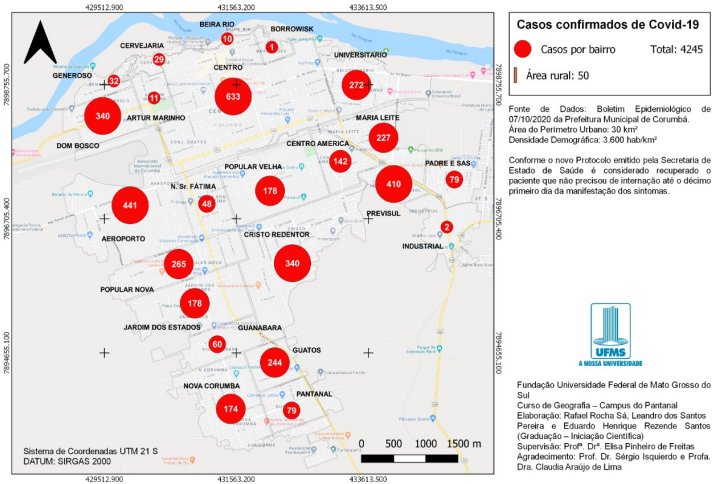 429512.900
431563.200
433613.500
7898755.700
7896705.400
7894655.100
BEIRA RIO
10
BORROWISK
1
CERVEJARIA
29
CENTRO
633
UNIVERSITARIO
272
GENEROSO
32
11
ARTUR MARINHO
340
DOM BOSCO
MARIA LEITE
227
CENTRO AMERICA
142
PADRE E SAS
79
POPULAR VELHA
178
410
PREVISUL
N. Sr. FÁTIMA
48
441
AEROPORTO
2
INDUSTRIAL
CRISTO REDENTOR
340
265
POPULAR NOVA
178
JARDIM DOS ESTADOS
60
GUANABARA
GUATOS
244
NOVA CORUMBA
174
PANTANAL
79
Sistema de Coordenadas UTM 21 S
DATUM: SIRGAS 2000
0 500 1000 1500 m
429512.900
431563.200
433613.500
7898755.700
7896705.400
7894655.100
Casos confirmados de Covid-19
Casos por bairro Total: 4245
Área rural: 50
Fonte de Dados: Boletim Epidemiológico de
07/10/2020 da Prefeitura Municipal de Corumbá.
Área do Perímetro Urbano: 30 km²
Densidade Demográfica: 3.600 hab/km²
Conforme o novo Protocolo emitido pela Secretaria de
Estado de Saúde é considerado recuperado o
paciente que não precisou de internação até o décimo
primeiro dia da manifestação dos sintomas.
UFMS
A NOSSA UNIVERSIDADE
Fundação Universidade Federal de Mato Grosso do
Sul
Curso de Geografia – Campus do Pantanal
Elaboração: Rafael Rocha Sá, Leandro dos Santos
Pereira e Eduardo Henrique Rezende Santos
(Graduação – Iniciação Científica)
Supervisão: Profª. Drª. Elisa Pinheiro de Freitas
Agradecimento: Prof. Dr. Sérgio Isquierdo e Profa.
Dra. Claudia Araújo de Lima